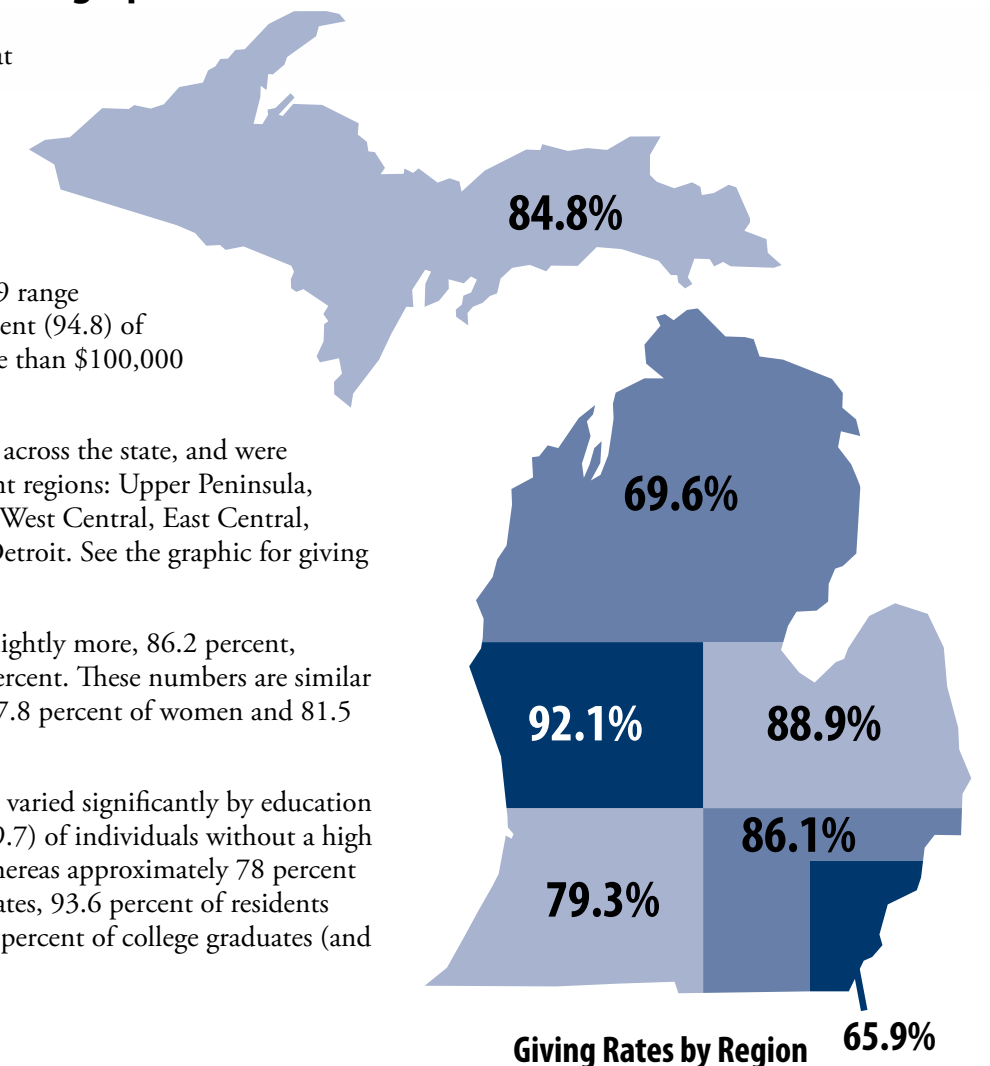 84.8%
9 range
ent (94.8) of
e than $100,000
across the state, and were
nt regions: Upper Peninsula,
West Central, East Central,
Detroit. See the graphic for giving
69.6%
lightly more, 86.2 percent,
ercent. These numbers are similar
7.8 percent of women and 81.5
92.1%
88.9%
varied significantly by education
9.7) of individuals without a high
hereas approximately 78 percent
ates, 93.6 percent of residents
percent of college graduates (and
86.1%
79.3%
65.9%
Giving Rates by Region